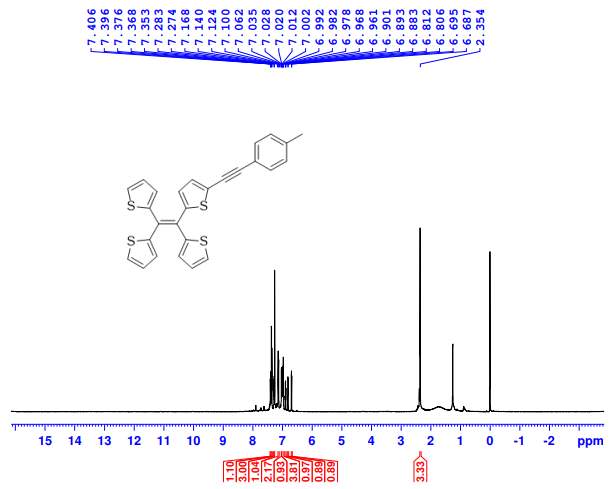 7.406 7.396 7.376 7.368 7.353 7.283 7.274 7.168 7.140 7.124 7.100 7.062 7.035 7.028 7.020 7.012 7.002 6.992 6.982 6.978 6.968 6.961 6.901 6.893 6.883 6.812 6.806 6.695 6.687 2.354
S
S
S
S
15 14 13 12 11 10 9 8 7 6 5 4 3 2 1 0 -1 -2 ppm
1.10 3.00 1.04 2.17 0.93 3.81 0.97 0.89 0.89 3.33